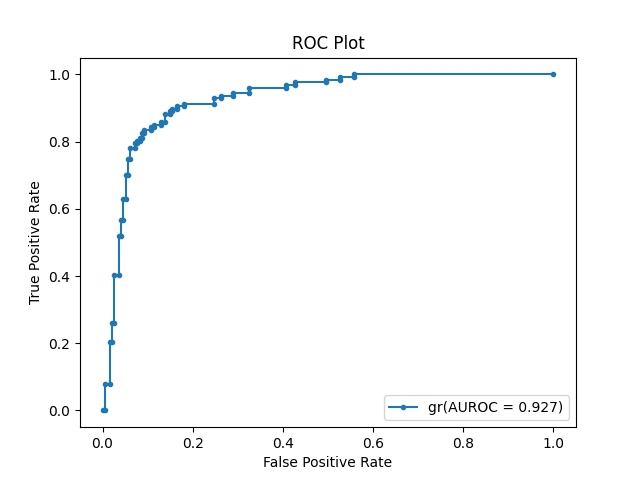 ROC Plot
1.0
0.8
0.6
0.4
0.2
0.0
True Positive Rate
gr(AUROC = 0.927)
0.0 0.2 0.4 0.6 0.8 1.0
False Positive Rate